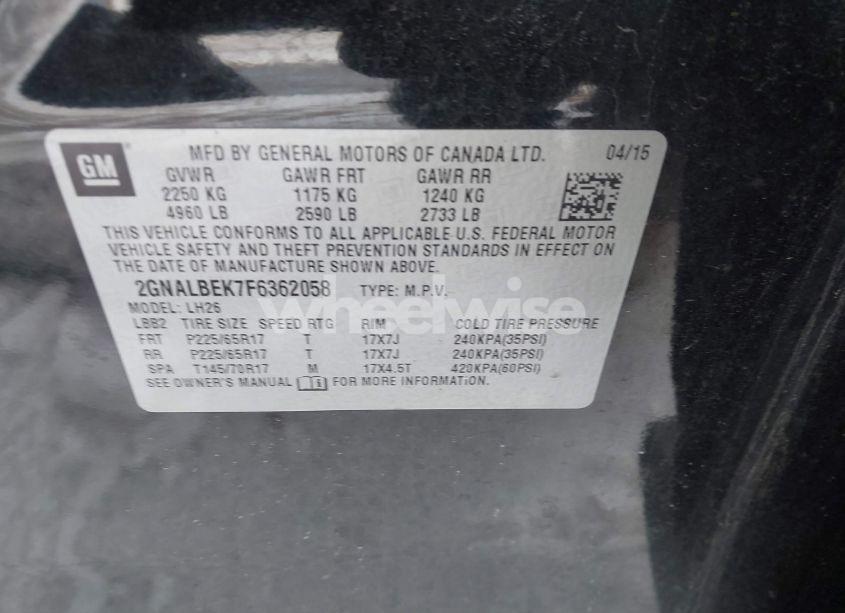 GM
MFD BY GENERAL MOTORS OF CANADA LTD. 04/15
GVWR GAWR FRT GAWR RR
2250 KG 1175 KG 1240 KG
4960 LB 2590 LB 2733 LB
THIS VEHICLE CONFORMS TO ALL APPLICABLE U.S. FEDERAL MOTOR
VEHICLE SAFETY AND THEFT PREVENTION STANDARDS IN EFFECT ON
THE DATE OF MANUFACTURE SHOWN ABOVE.
2GNALBEK7F6362058 TYPE: M.P.V.
Wheelwise
MODEL: LH26
LBB2 TIRE SIZE SPEED RTG RIM COLD TIRE PRESSURE
FRT P225/65R17 T 17X7J 240KPA(35PSI)
RR P225/65R17 T 17X7J 240KPA(35PSI)
SPA T145/70R17 M 17X4.5T 420KPA(60PSI)
SEE OWNER'S MANUAL FOR MORE INFORMATION.